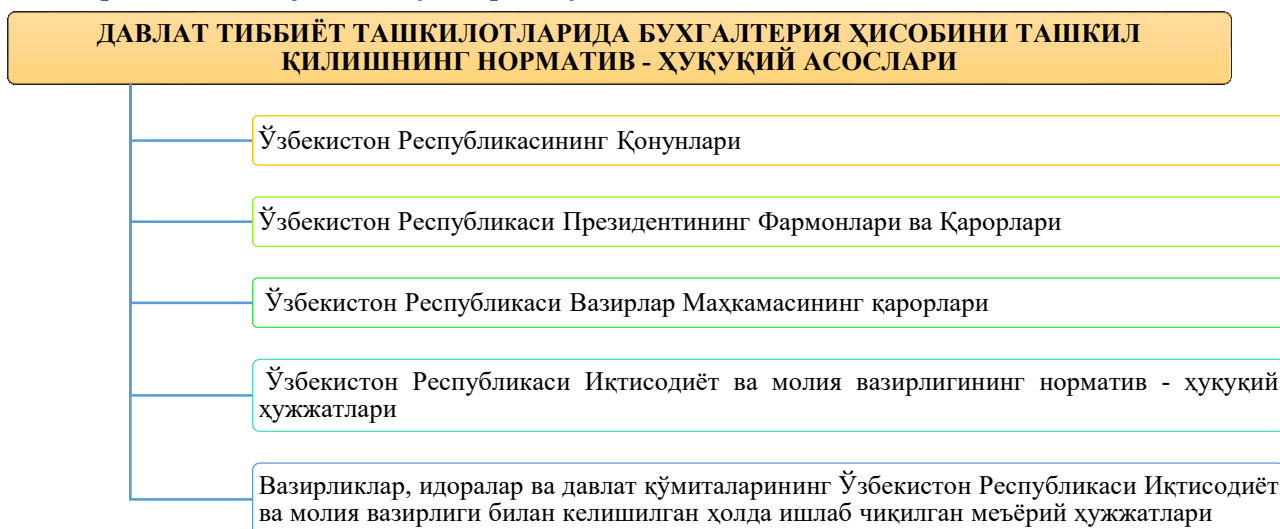 ДАВЛАТ ТИББИЁТ ТАШКИЛОТЛАРИДА БУХГАЛТЕРИЯ ҲИСОБИНИ ТАШКИЛ
ҚИЛИШНИНГ НОРМАТИВ - ҲУҚУҚИЙ АСОСЛАРИ
Ўзбекистон Республикасининг Қонунлари
Ўзбекистон Республикаси Президентининг Фармонлари ва Қарорлари
Ўзбекистон Республикаси Вазирлар Маҳкамасининг қарорлари
Ўзбекистон Республикаси Иқтисодиёт ва молия вазирлигининг норматив - ҳуқуқий
ҳужжатлари
Вазирликлар, идоралар ва давлат қўмиталарининг Ўзбекистон Республикаси Иқтисодиёт
ва молия вазирлиги билан келишилган ҳолда ишлаб чиқилган меъёрий ҳужжатлари